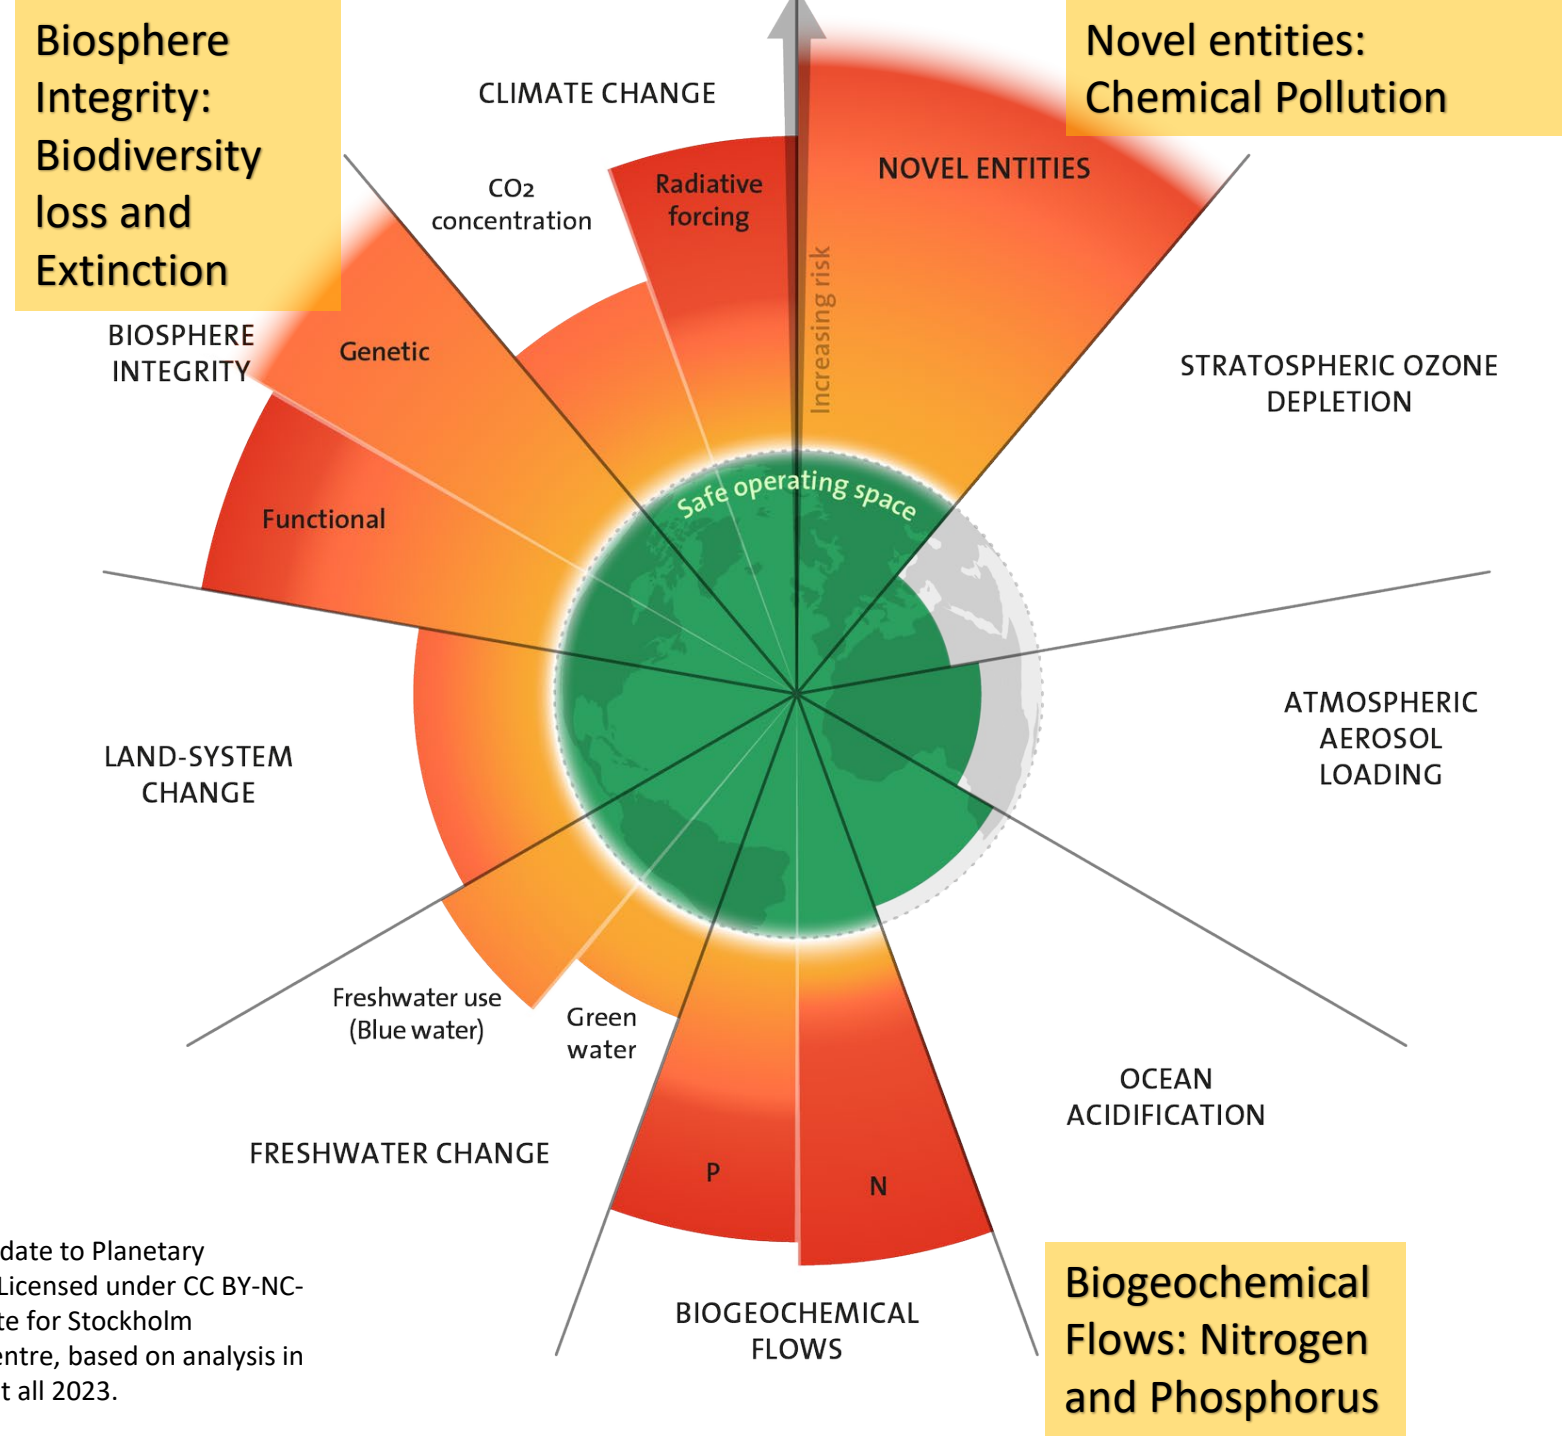 Biosphere
Integrity:
Biodiversity
loss and
Extinction
Novel entities:
Chemical Pollution
CLIMATE CHANGE
CO2
concentration
Radiative
forcing
NOVEL ENTITIES
Increasing risk
STRATOSPHERIC OZONE
DEPLETION
BIOSPHERE
INTEGRITY
Genetic
Functional
Safe operating space
ATMOSPHERIC
AEROSOL
LOADING
LAND-SYSTEM
CHANGE
Freshwater use
(Blue water)
Green
water
FRESHWATER CHANGE
OCEAN
ACIDIFICATION
P
N
BIOGEOCHEMICAL
FLOWS
Biogeochemical
Flows: Nitrogen
and Phosphorus
date to Planetary
Licensed under CC BY-NC-
te for Stockholm
entre, based on analysis in
t all 2023.